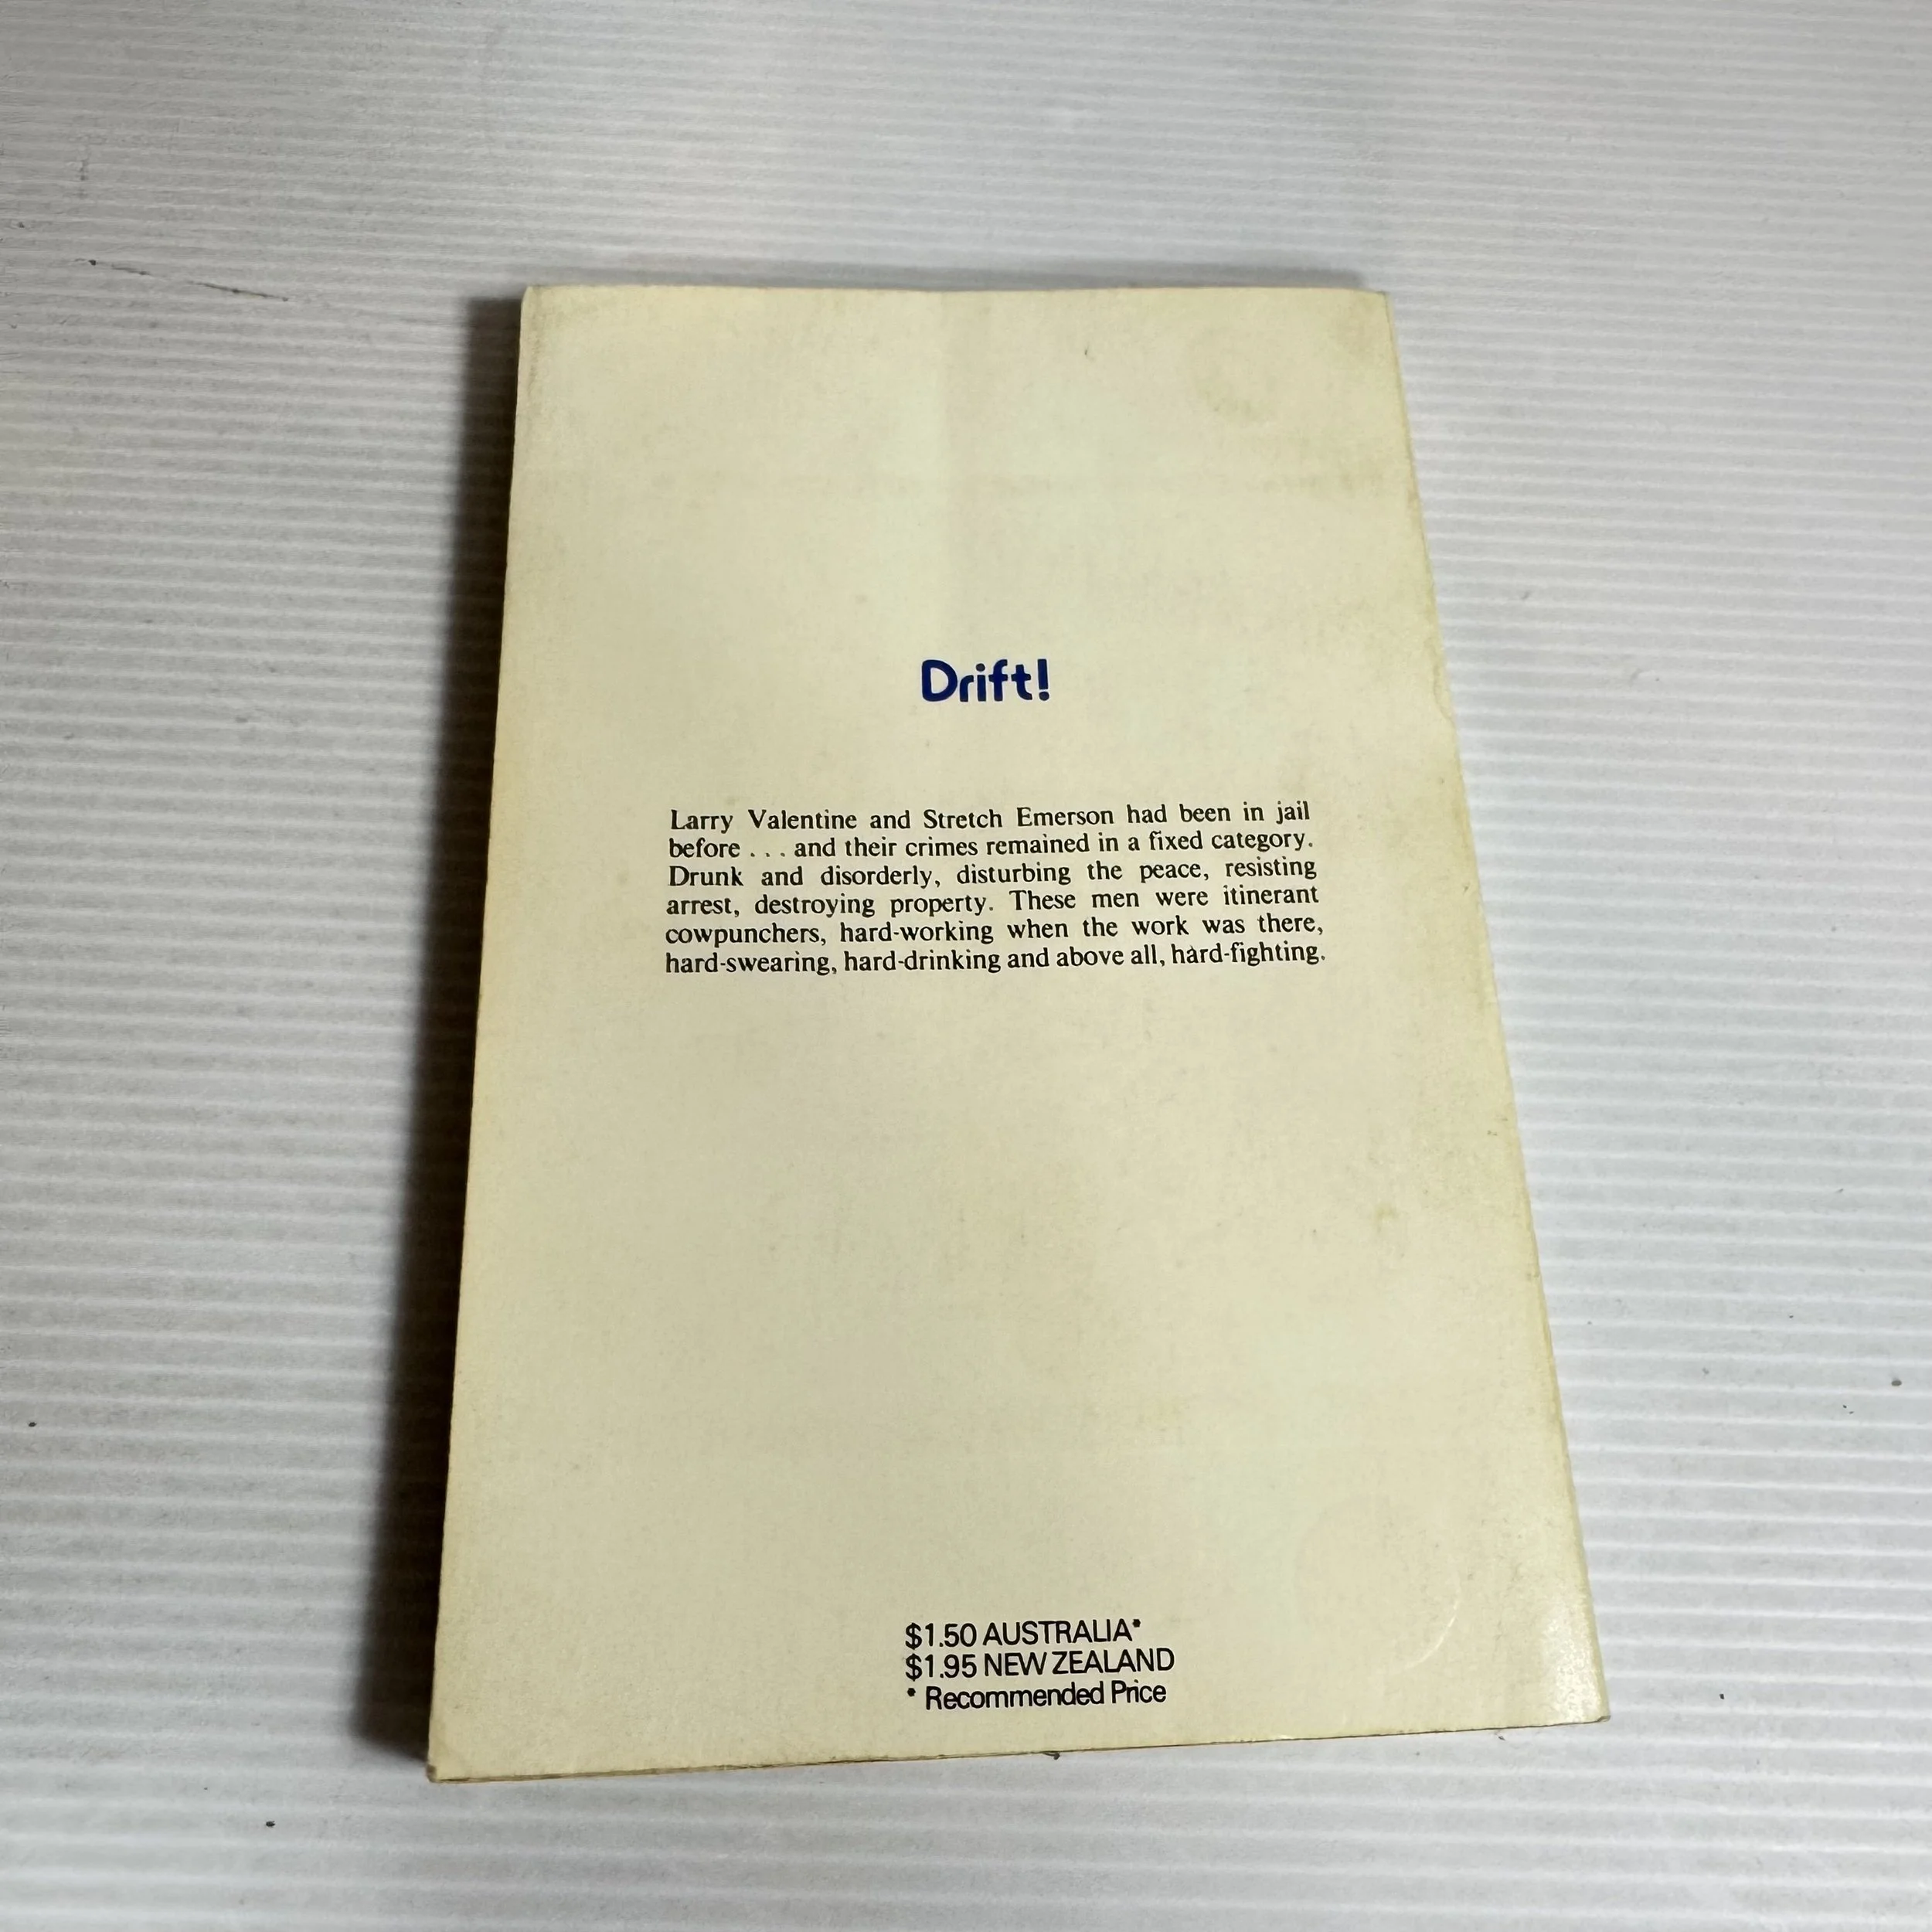 Drift!
Larry Valentine and Stretch Emerson had been in jail
before . . . and their crimes remained in a fixed category.
Drunk and disorderly, disturbing the peace, resisting
arrest, destroying property. These men were itinerant
cowpunchers, hard-working when the work was there,
hard-swearing, hard-drinking and above all, hard-fighting.
$1.50 AUSTRALIA*
$1.95 NEW ZEALAND
* Recommended Price